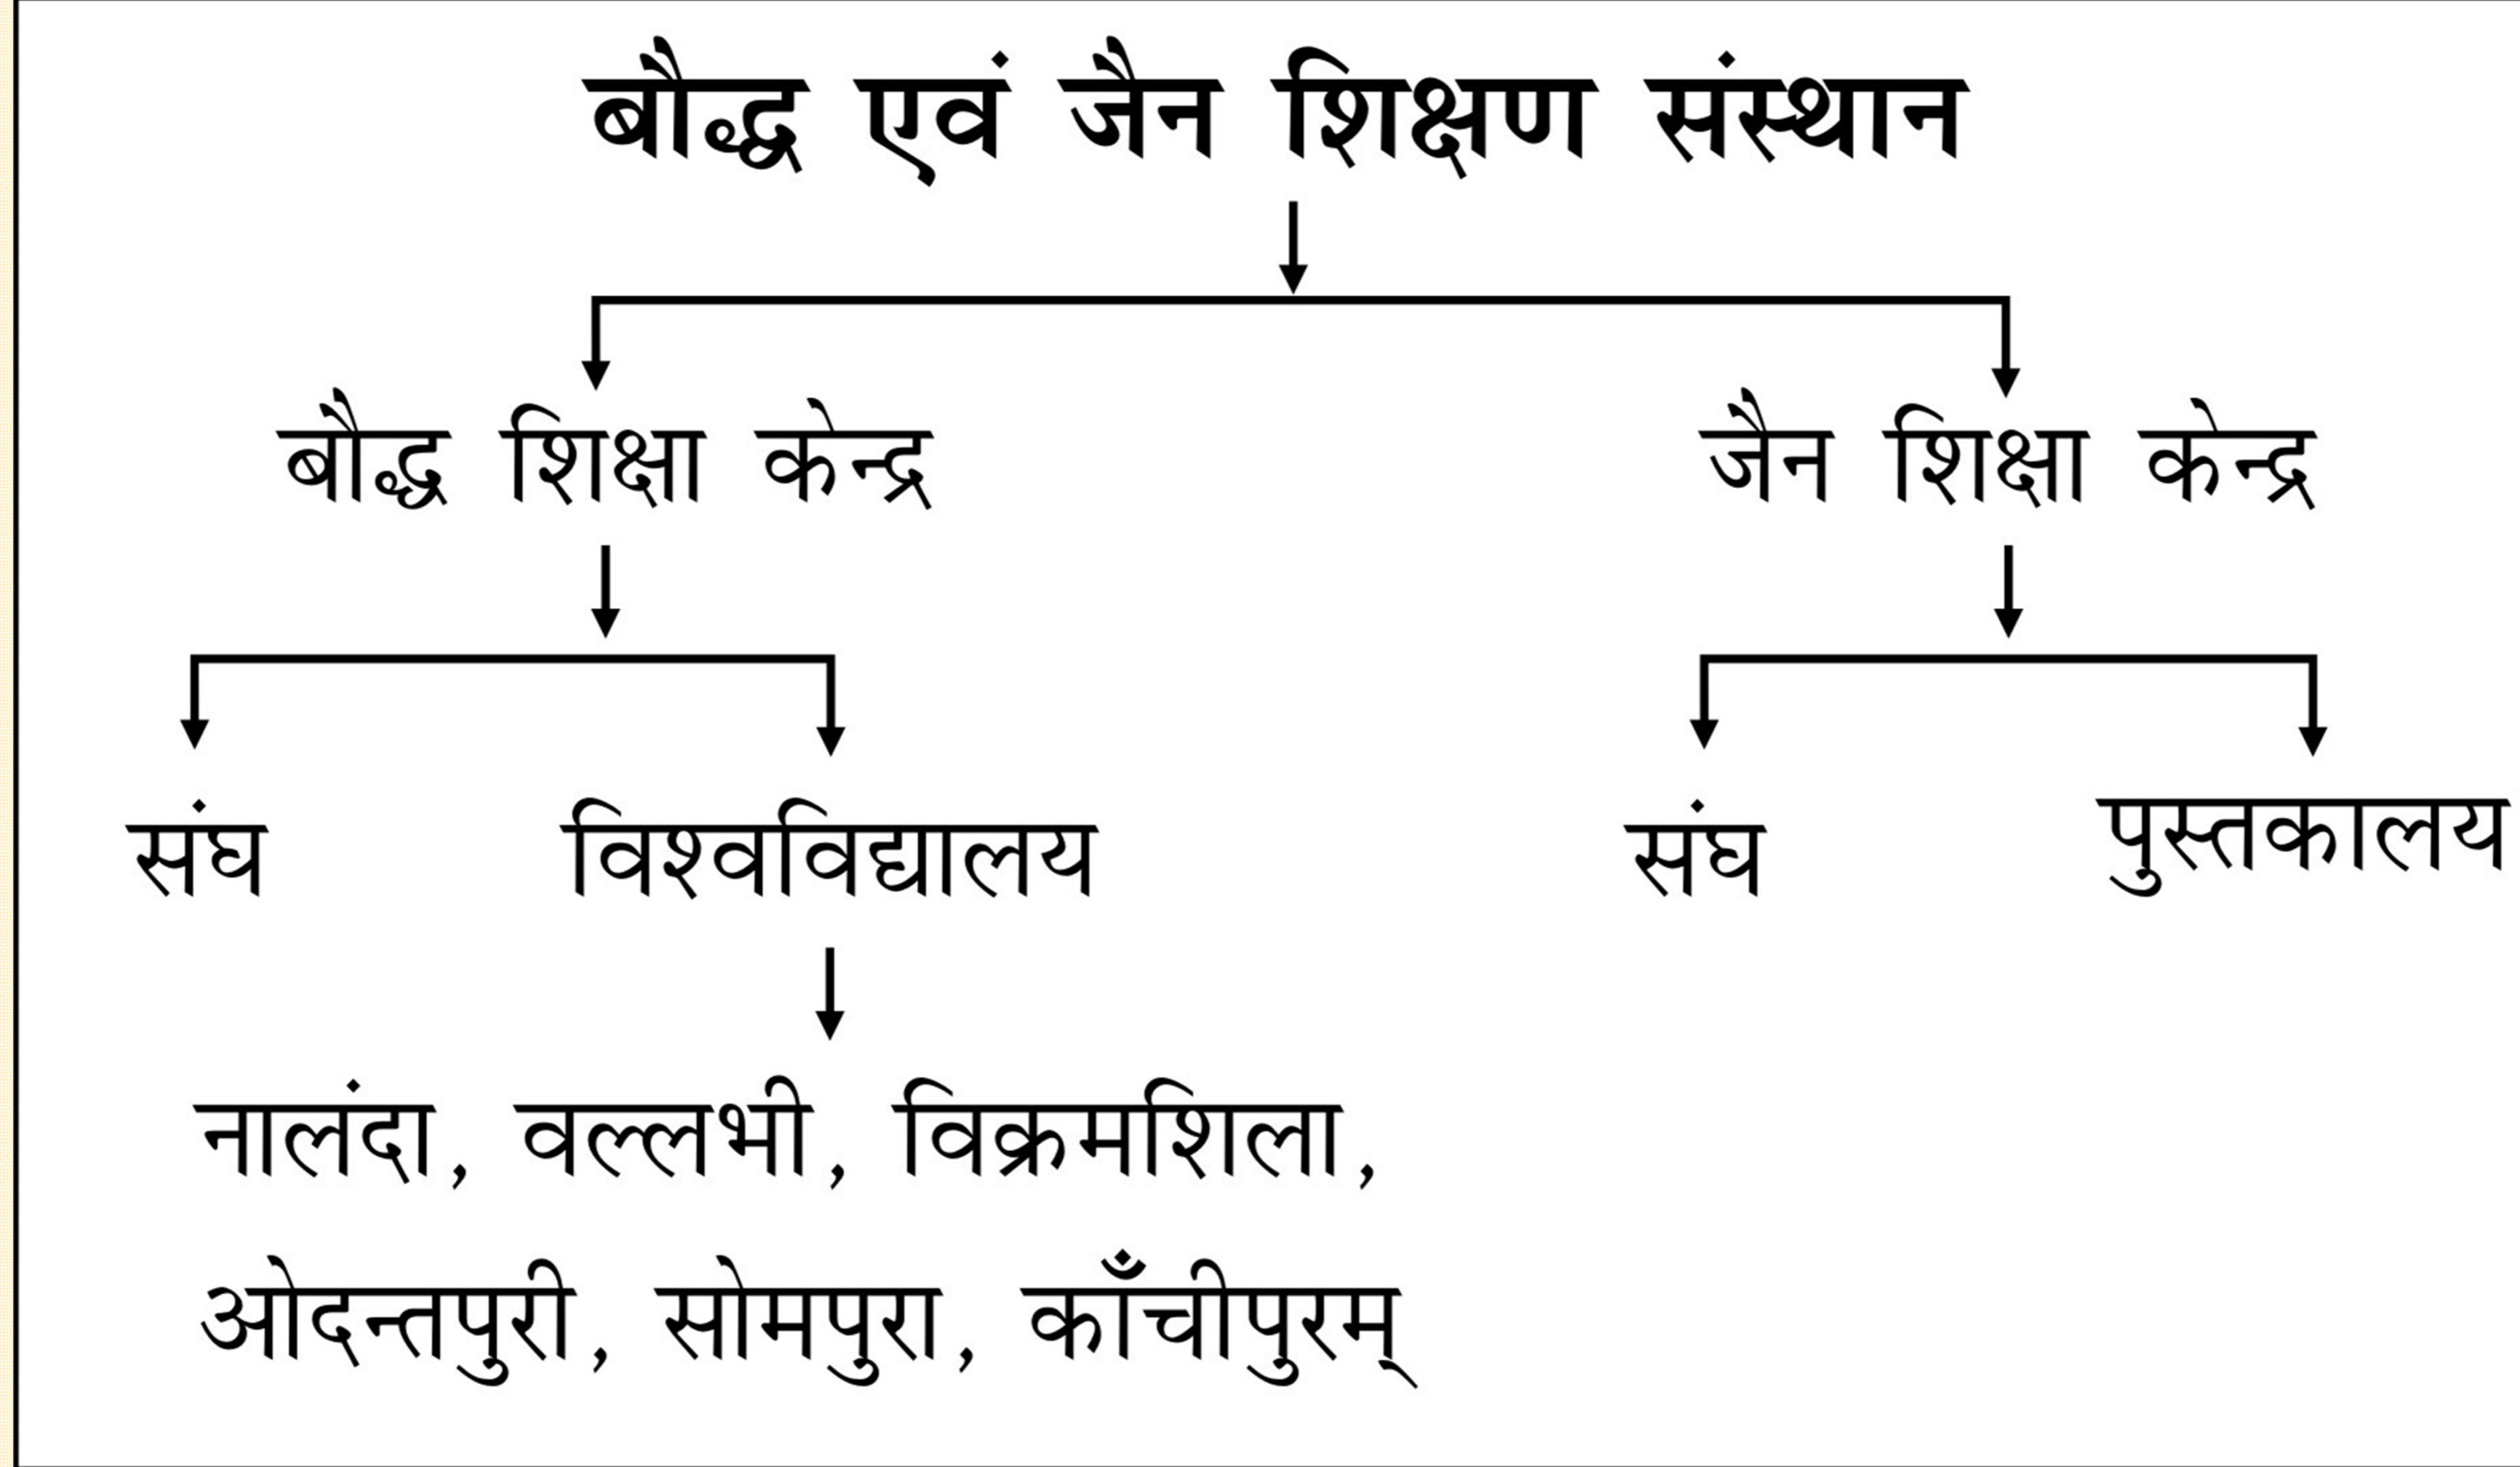 बौद्ध एवं जैन शिक्षण संस्थान
बौद्ध शिक्षा केन्द्र
जैन शिक्षा केन्द्र
संघ
विश्वविद्यालय
संघ
पुस्तकालय
नालंदा, वल्लभी, विक्रमशिला,
ओदन्तपुरी, सोमपुरा, काँचीपुरम्